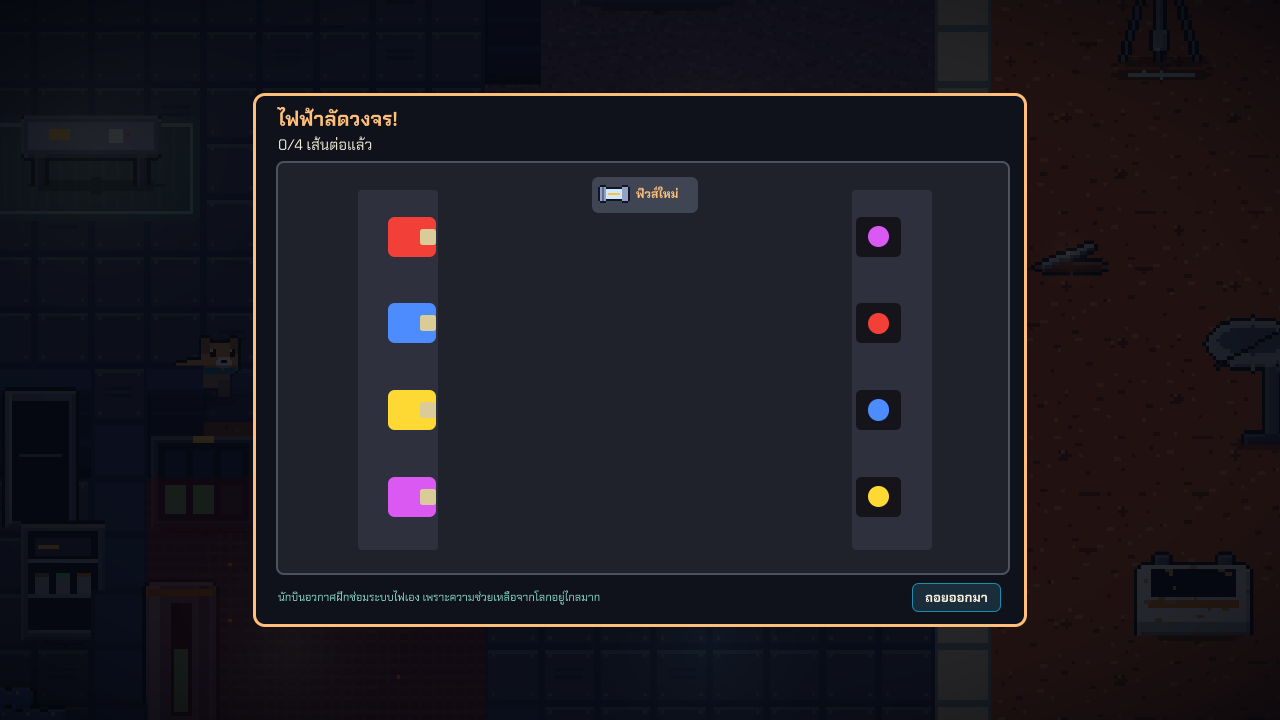 ไฟฟ้าลัดวงจร!
0/4 เส้นต่อแล้ว
ฟิวส์ใหม่
นักบินอวกาศฝึกซ่อมระบบไฟเอง เพราะความช่วยเหลือจากโลกอยู่ไกลมาก
ถอยออกมา